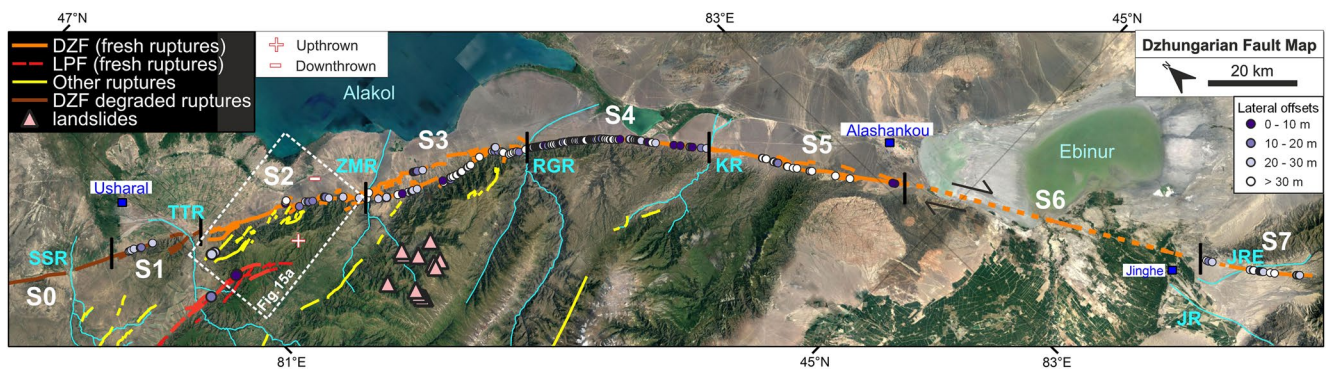 47°N
83°E
45°N
DZF (fresh ruptures)
LPF (fresh ruptures)
Other ruptures
DZF degraded ruptures
landslides
Upthrown
Downthrown
Dzhungarian Fault Map
N
20 km
Lateral offsets
0 - 10 m
10 - 20 m
20 - 30 m
> 30 m
Alakol
S4
S3
S5
Alashankou
Ebinur
ZMR
RGR
KR
S2
Usharal
TTR
S6
S7
SSR
S1
JRE
Jinghe
S0
Fig.15a
JR
81°E
45°N
83°E